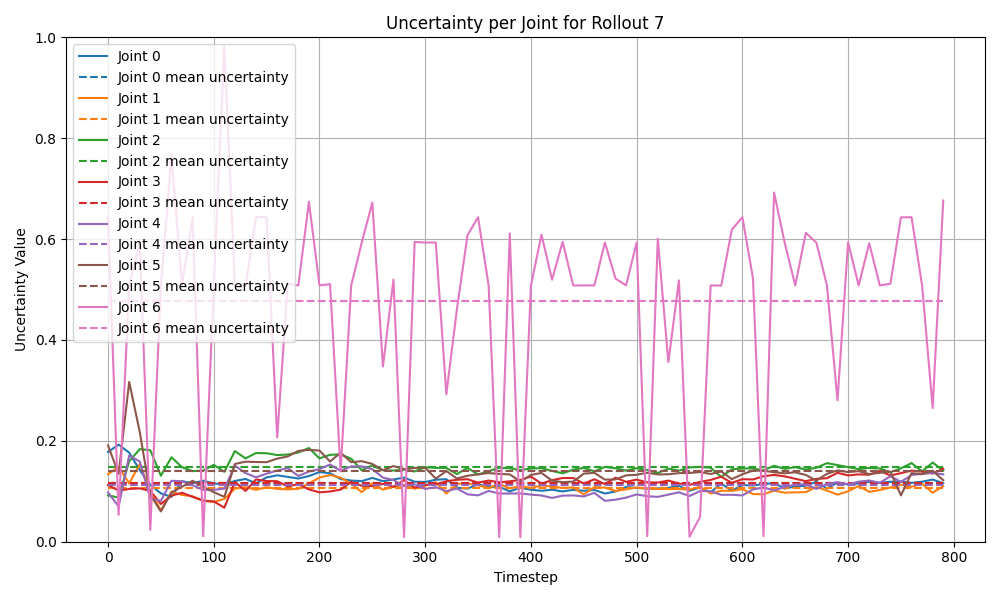 Uncertainty per Joint for Rollout 7
Uncertainty Value
1.0
0.8
0.6
0.4
0.2
0.0
Joint 0
Joint 0 mean uncertainty
Joint 1
Joint 1 mean uncertainty
Joint 2
Joint 2 mean uncertainty
Joint 3
Joint 3 mean uncertainty
Joint 4
Joint 4 mean uncertainty
Joint 5
Joint 5 mean uncertainty
Joint 6
Joint 6 mean uncertainty
0 100 200 300 400 500 600 700 800
Timestep